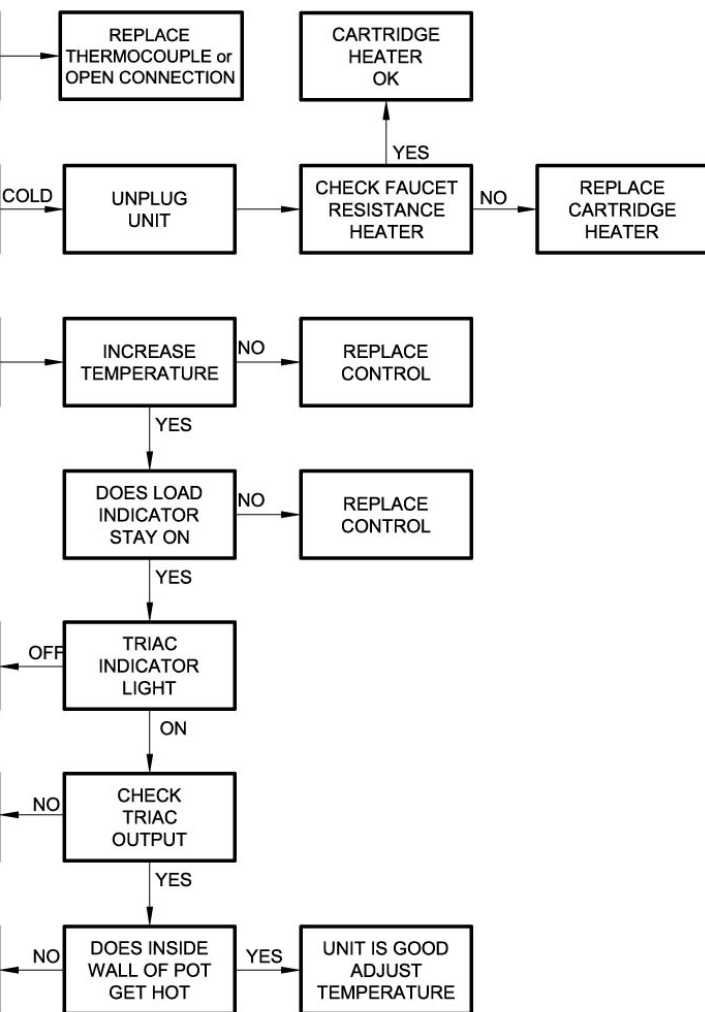 REPLACE
THERMOCOUPLE or
OPEN CONNECTION
CARTRIDGE
HEATER
OK
YES
COLD
UNPLUG
UNIT
CHECK FAUCET
RESISTANCE
HEATER
NO
REPLACE
CARTRIDGE
HEATER
INCREASE
TEMPERATURE
NO
REPLACE
CONTROL
YES
DOES LOAD
INDICATOR
STAY ON
NO
REPLACE
CONTROL
YES
OFF
TRIAC
INDICATOR
LIGHT
ON
NO
CHECK
TRIAC
OUTPUT
YES
NO
DOES INSIDE
WALL OF POT
GET HOT
YES
UNIT IS GOOD
ADJUST
TEMPERATURE